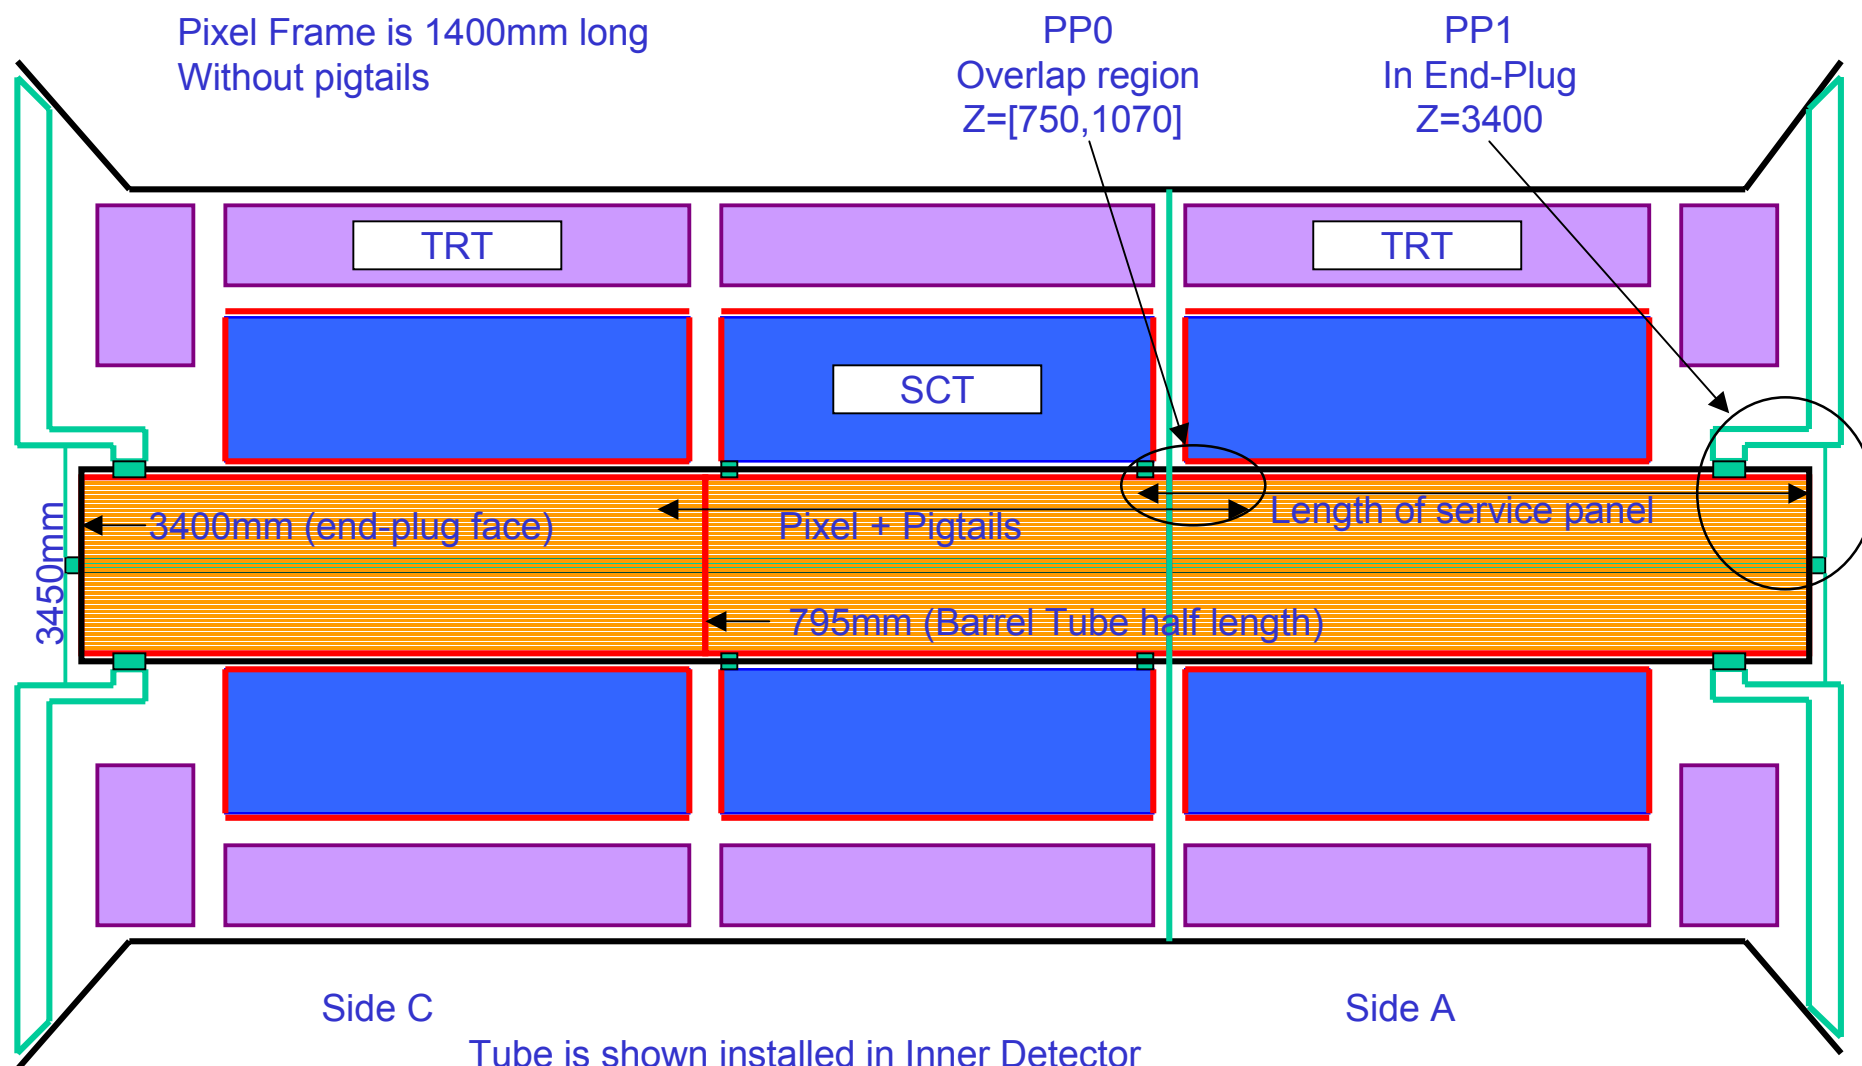 Pixel Frame is 1400mm long
Without pigtails
PP0
Overlap region
Z=[750,1070]
PP1
In End-Plug
Z=3400
TRT
TRT
SCT
3450mm
3400mm (end-plug face)
Pixel + Pigtails
Length of service panel
795mm (Barrel Tube half length)
Side C
Side A
Tube is shown installed in Inner Detector